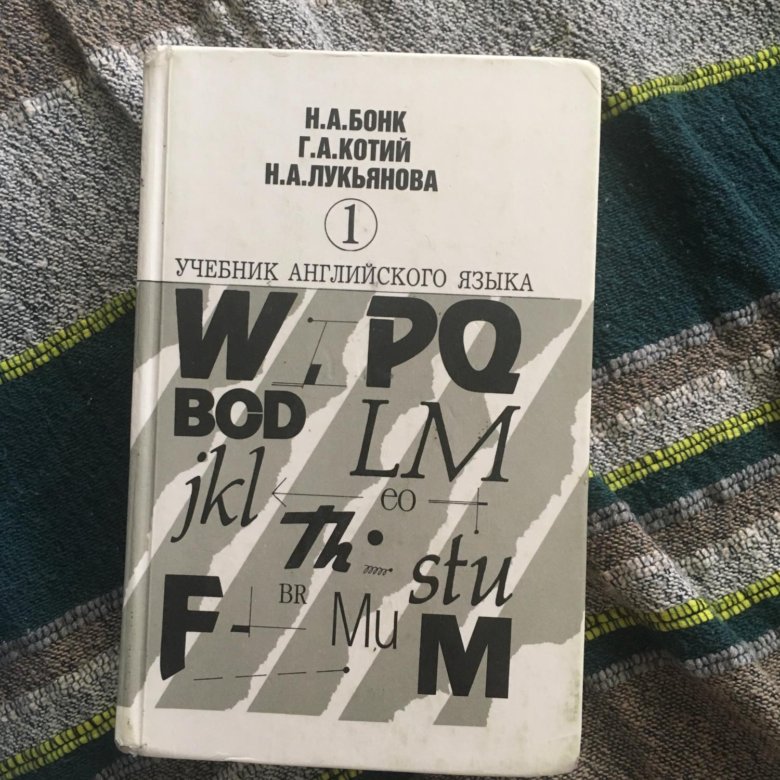 Н.А.БОНК
Г.А.КОТИЙ
Н.А.ЛУКЬЯНОВА
1
УЧЕБНИК АНГЛИЙСКОГО ЯЗЫКА
W I . PQ
BCD
LM
jkl
eo
Th
stu
F
BR
Mu
M